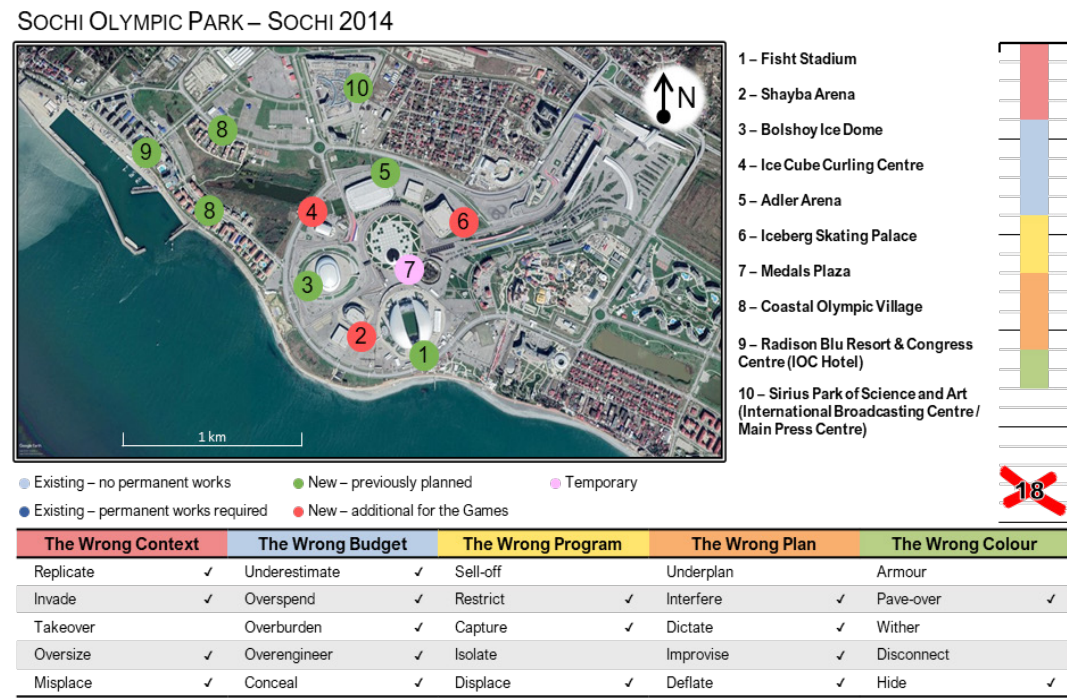 SOCHI OLYMPIC PARK – SOCHI 2014
10
N
8
9
5
8
4
6
7
3
2
1
1 km
1 – Fisht Stadium
2 – Shayba Arena
3 – Bolshoy Ice Dome
4 – Ice Cube Curling Centre
5 – Adler Arena
6 – Iceberg Skating Palace
7 – Medals Plaza
8 – Coastal Olympic Village
9 – Radison Blu Resort & Congress
Centre (IOC Hotel)
10 – Sirius Park of Science and Art
(International Broadcasting Centre /
Main Press Centre)
18
Existing – no permanent works
New – previously planned
Temporary
Existing – permanent works required
New – additional for the Games
The Wrong Context The Wrong Budget The Wrong Program The Wrong Plan The Wrong Colour
Replicate ✓ Underestimate ✓ Sell-off Underplan Armour
Invade ✓ Overspend ✓ Restrict ✓ Interfere ✓ Pave-over ✓
Takeover Overburden ✓ Capture ✓ Dictate ✓ Wither
Oversize ✓ Overengineer ✓ Isolate Improvise ✓ Disconnect
Misplace ✓ Conceal ✓ Displace ✓ Deflate ✓ Hide ✓